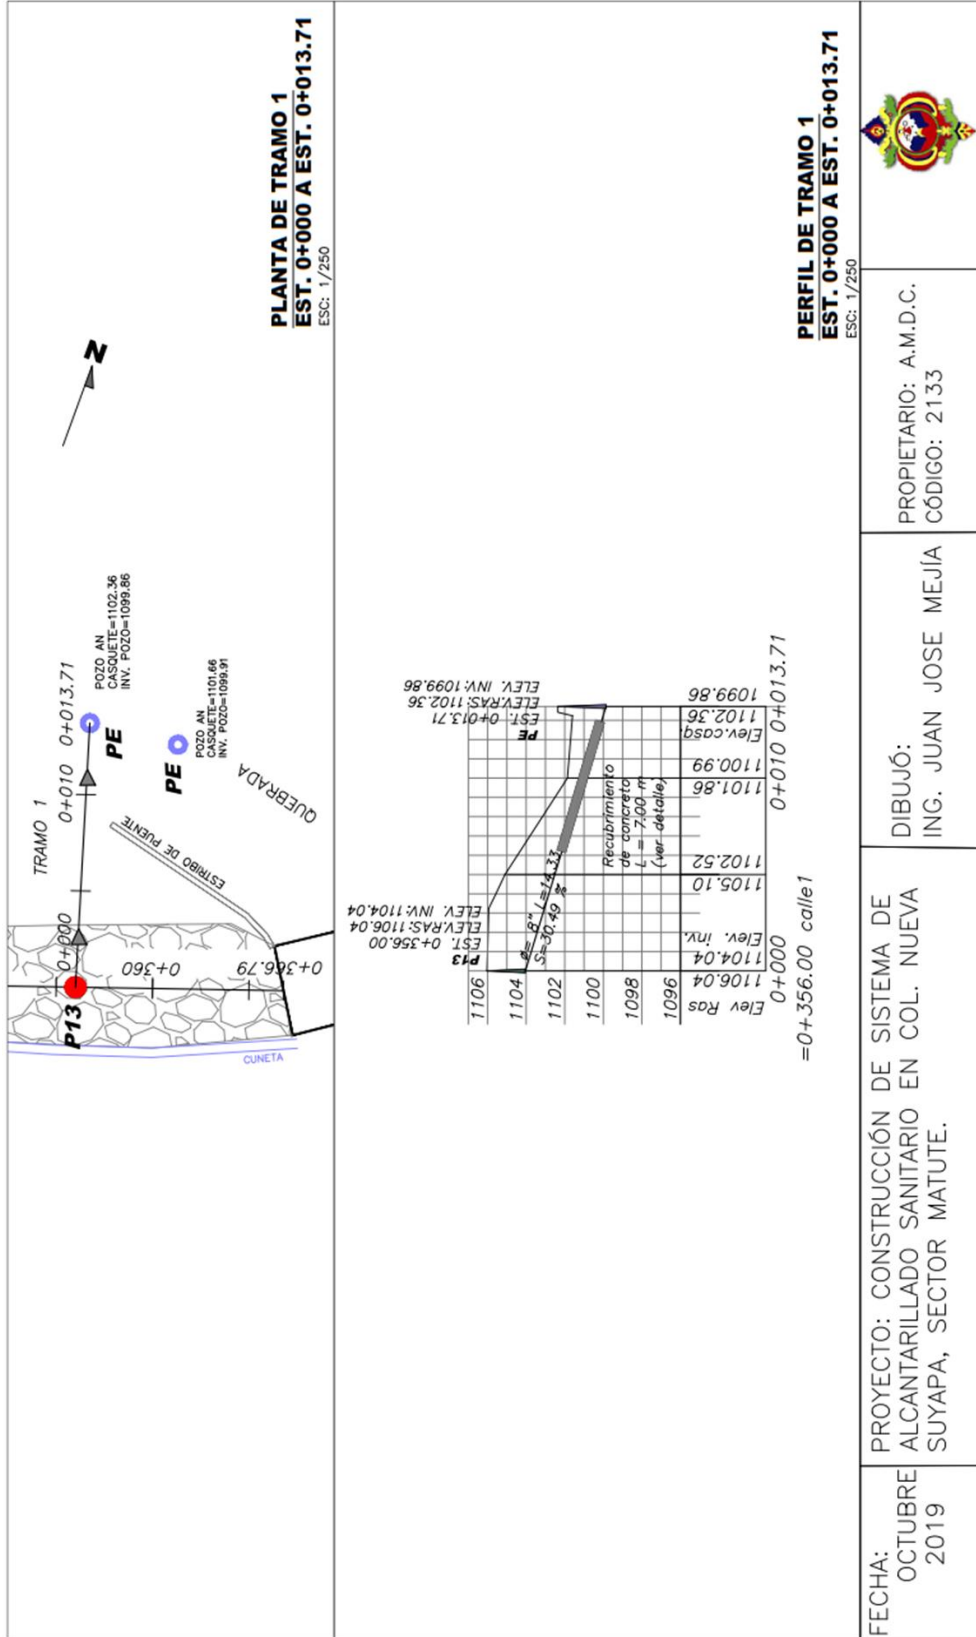 PLANTA DE TRAMO 1
EST. 0+000 A EST. 0+013.71
ESC: 1/250
N
TRAMO 1
P13
0+000
0+010
0+013.71
PE
POZO AN
CASQUETE=1102.36
INV. POZO=1099.86
PE
POZO AN
CASQUETE=1101.66
INV. POZO=1099.91
QUEBRADA
ESTRIBO DE PUENTE
0+360
0+366.79
CUNETA
PERFIL DE TRAMO 1
EST. 0+000 A EST. 0+013.71
ESC: 1/250
P13
EST. 0+356.00
ELEV.RAS:1106.04
ELEV. INV:1104.04
PE
EST. 0+013.71
ELEV.RAS:1102.36
ELEV. INV:1099.86
ø= 8" L=14.33
S=30.49 %
Recubrimiento
de concreto
L = 7.00 m
(ver detalle)
1106
1104
1102
1100
1098
1096
Elev Ras
1106.04
1104.04
Elev. inv.
1105.10
1102.52
1101.86
1100.99
Elev.casq.
1102.36
1099.86
0+000
0+010
0+013.71
=0+356.00 calle1
FECHA:
OCTUBRE
2019
PROYECTO: CONSTRUCCIÓN DE SISTEMA DE
ALCANTARILLADO SANITARIO EN COL. NUEVA
SUYAPA, SECTOR MATUTE.
DIBUJÓ:
ING. JUAN JOSE MEJÍA
PROPIETARIO: A.M.D.C.
CÓDIGO: 2133